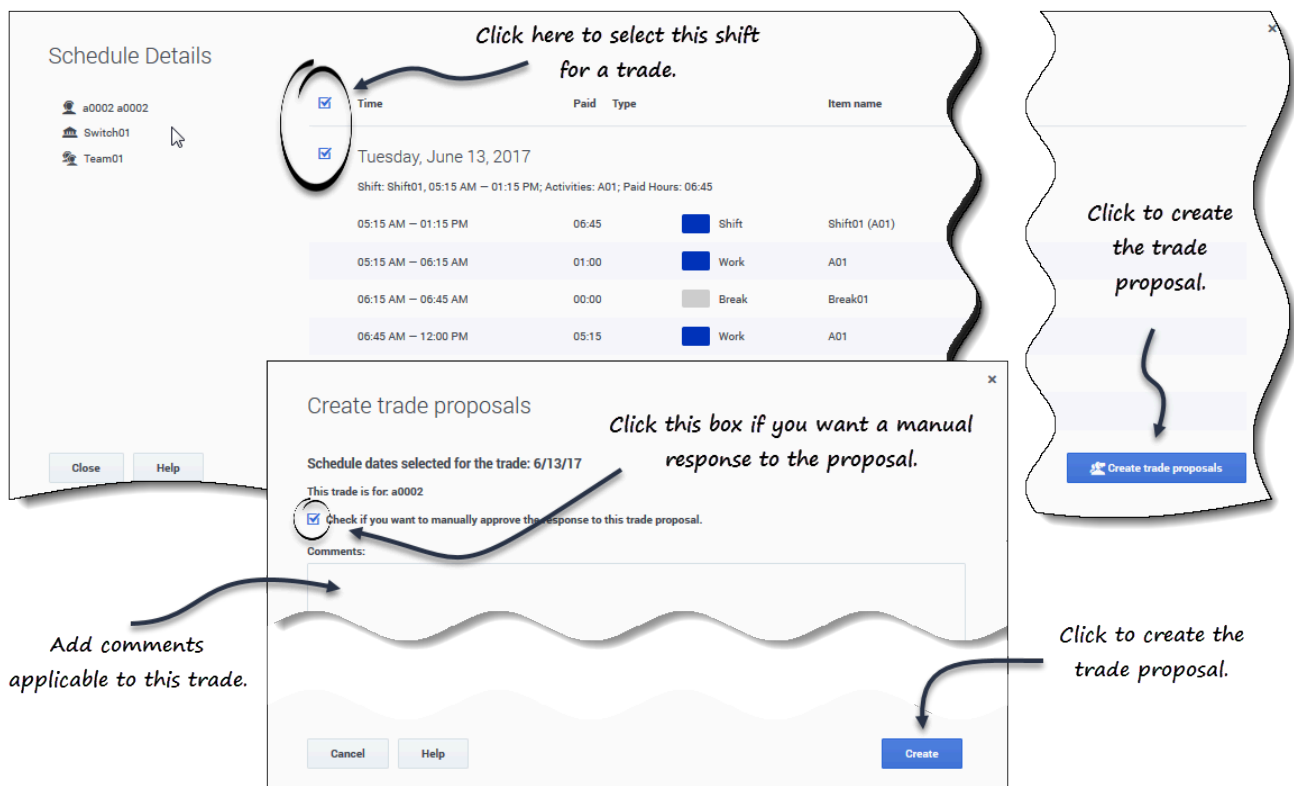 Schedule Details
a0002 a0002
Switch01
Team01
Click here to select this shift
for a trade.
Time Paid Type Item name
Tuesday, June 13, 2017
Shift: Shift01, 05:15 AM — 01:15 PM; Activities: A01; Paid Hours: 06:45
05:15 AM — 01:15 PM 06:45 Shift Shift01 (A01)
05:15 AM — 06:15 AM 01:00 Work A01
06:15 AM — 06:45 AM 00:00 Break Break01
06:45 AM — 12:00 PM 05:15 Work A01
Close Help
×
Click to create
the trade
proposal.
Create trade proposals
×
Create trade proposals
Click this box if you want a manual
response to the proposal.
Schedule dates selected for the trade: 6/13/17
This trade is for: a0002
Check if you want to manually approve the response to this trade proposal.
Comments:
Add comments
applicable to this trade.
Click to create the
trade proposal.
Cancel Help Create